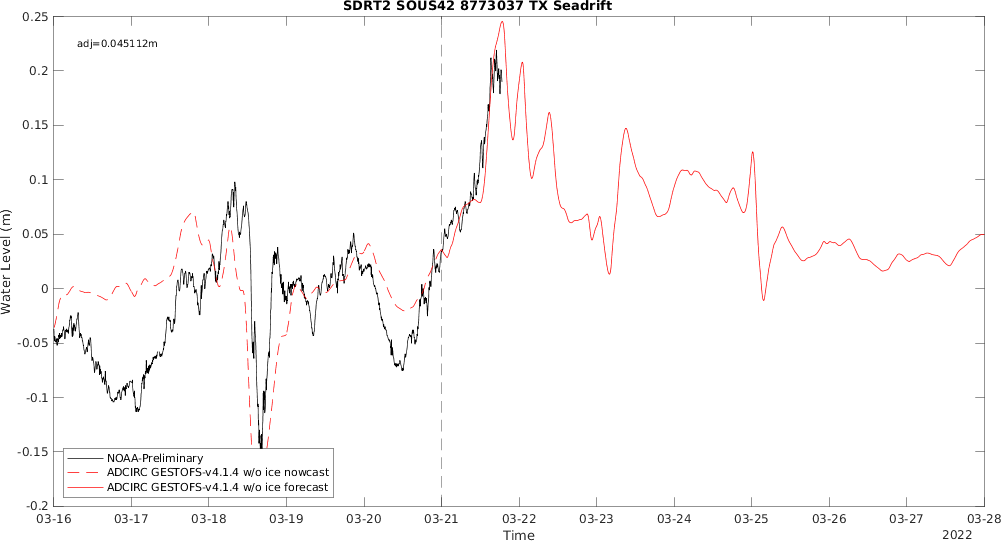 SDRT2 SOUS42 8773037 TX Seadrift
adj=0.045112m
Water Level (m)
0.25
0.2
0.15
0.1
0.05
0
-0.05
-0.1
-0.15
-0.2
NOAA-Preliminary
ADCIRC GESTOFS-v4.1.4 w/o ice nowcast
ADCIRC GESTOFS-v4.1.4 w/o ice forecast
03-16 03-17 03-18 03-19 03-20 03-21 03-22 03-23 03-24 03-25 03-26 03-27 03-28
Time
2022